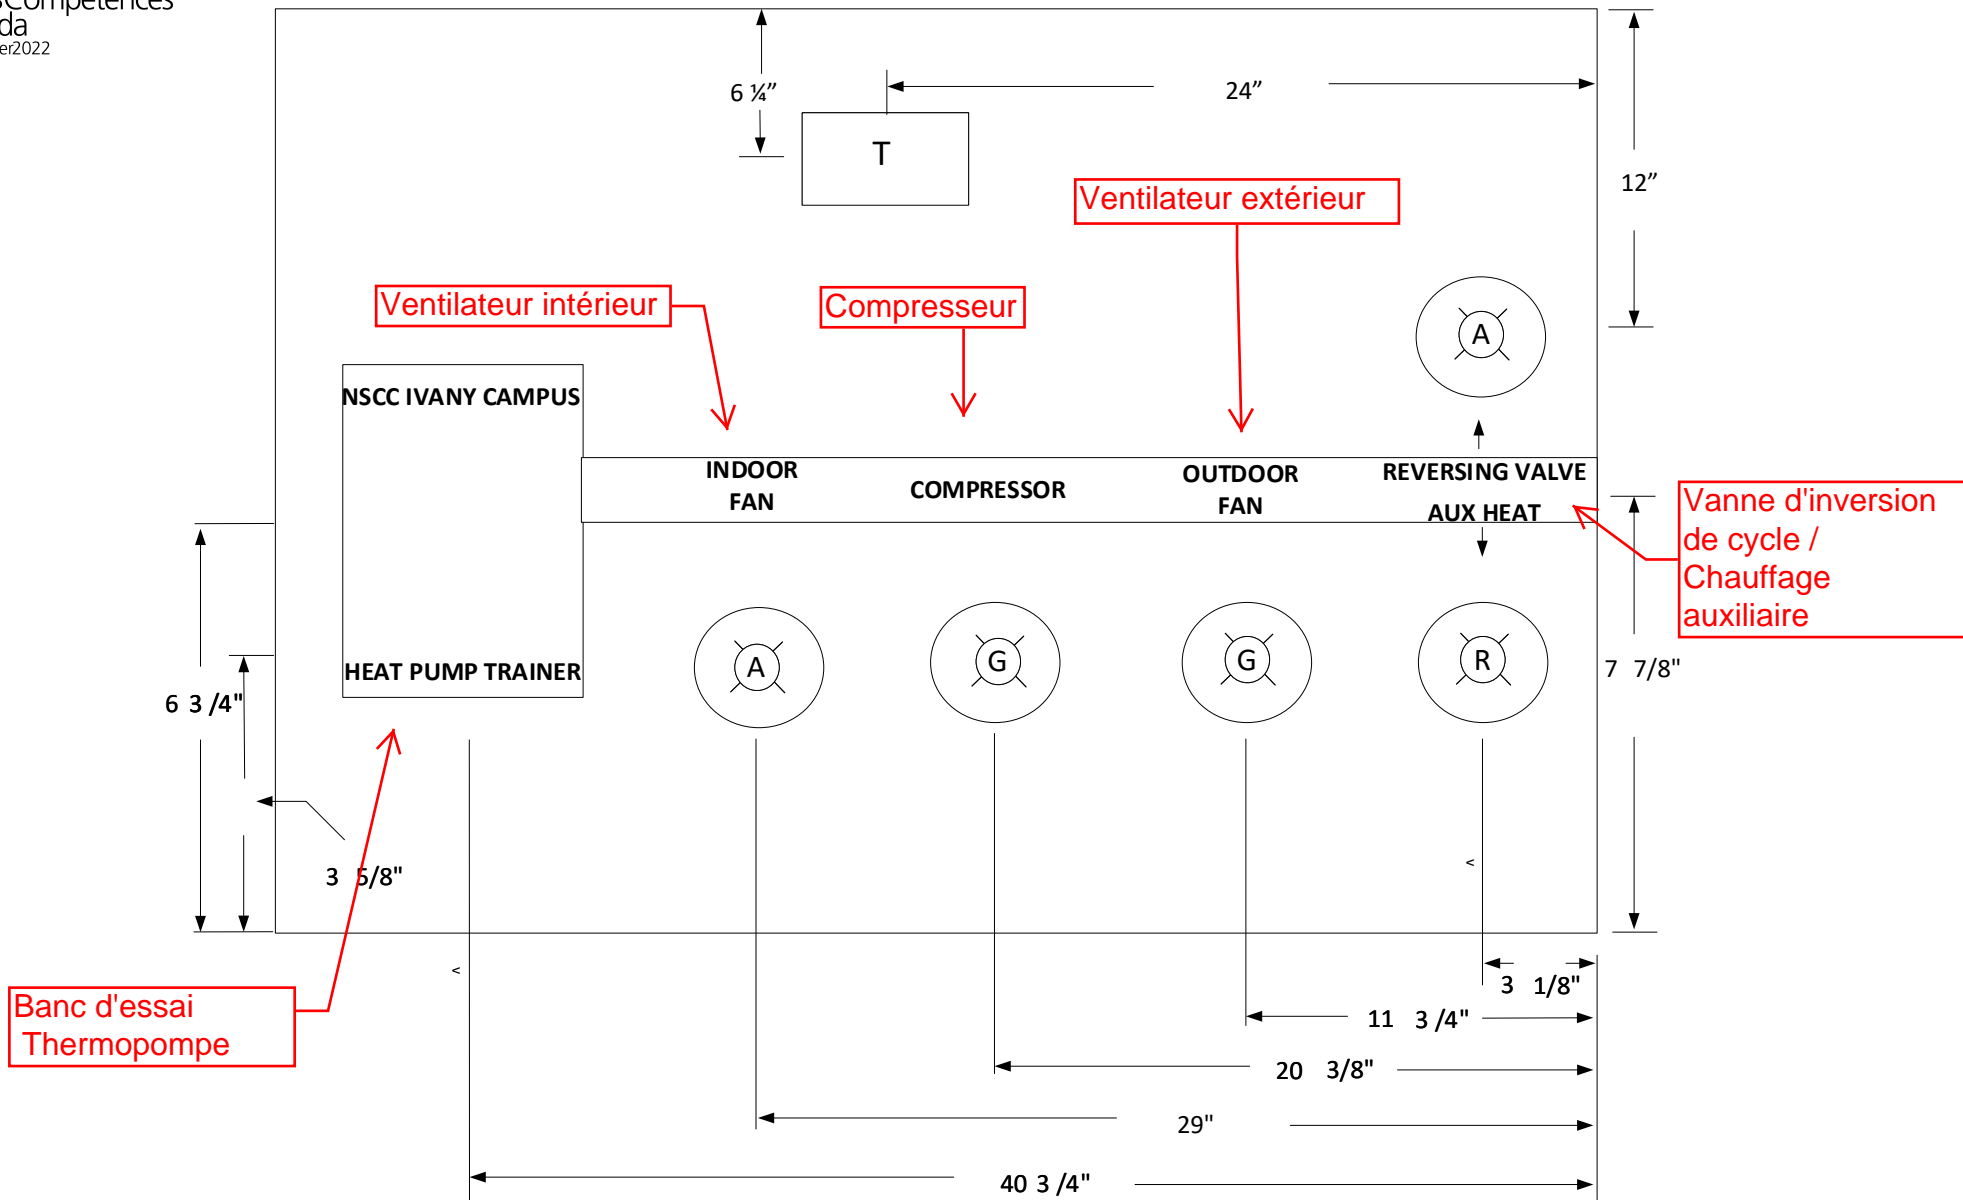 sCompétences
da
er2022
6 ¼”
24”
T
12”
Ventilateur extérieur
Ventilateur intérieur
Compresseur
A
NSCC IVANY CAMPUS
INDOOR
FAN
COMPRESSOR
OUTDOOR
FAN
REVERSING VALVE
AUX HEAT
Vanne d'inversion
de cycle /
Chauffage
auxiliaire
HEAT PUMP TRAINER
A
G
G
R
7 7/8"
6 3 /4"
3 5/8"
<
<
Banc d'essai
Thermopompe
3 1/8"
11 3 /4"
20 3/8"
29"
40 3 /4"